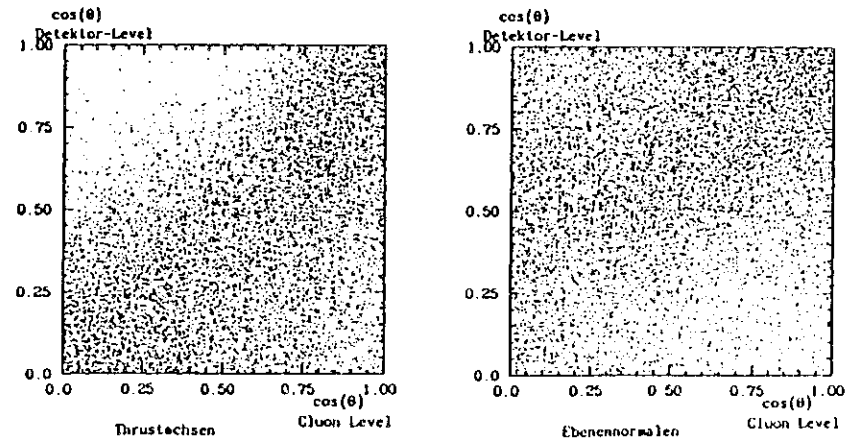 cos(θ)
Detektor-Level
1.00
0.75
0.50
0.25
0.0
0.0 0.25 0.50 0.75 1.00
cos(θ)
Thrustachsen Gluon Level
cos(θ)
Detektor-Level
1.00
0.75
0.50
0.25
0.0
0.0 0.25 0.50 0.75 1.00
cos(θ)
Ebenennormalen Gluon Level